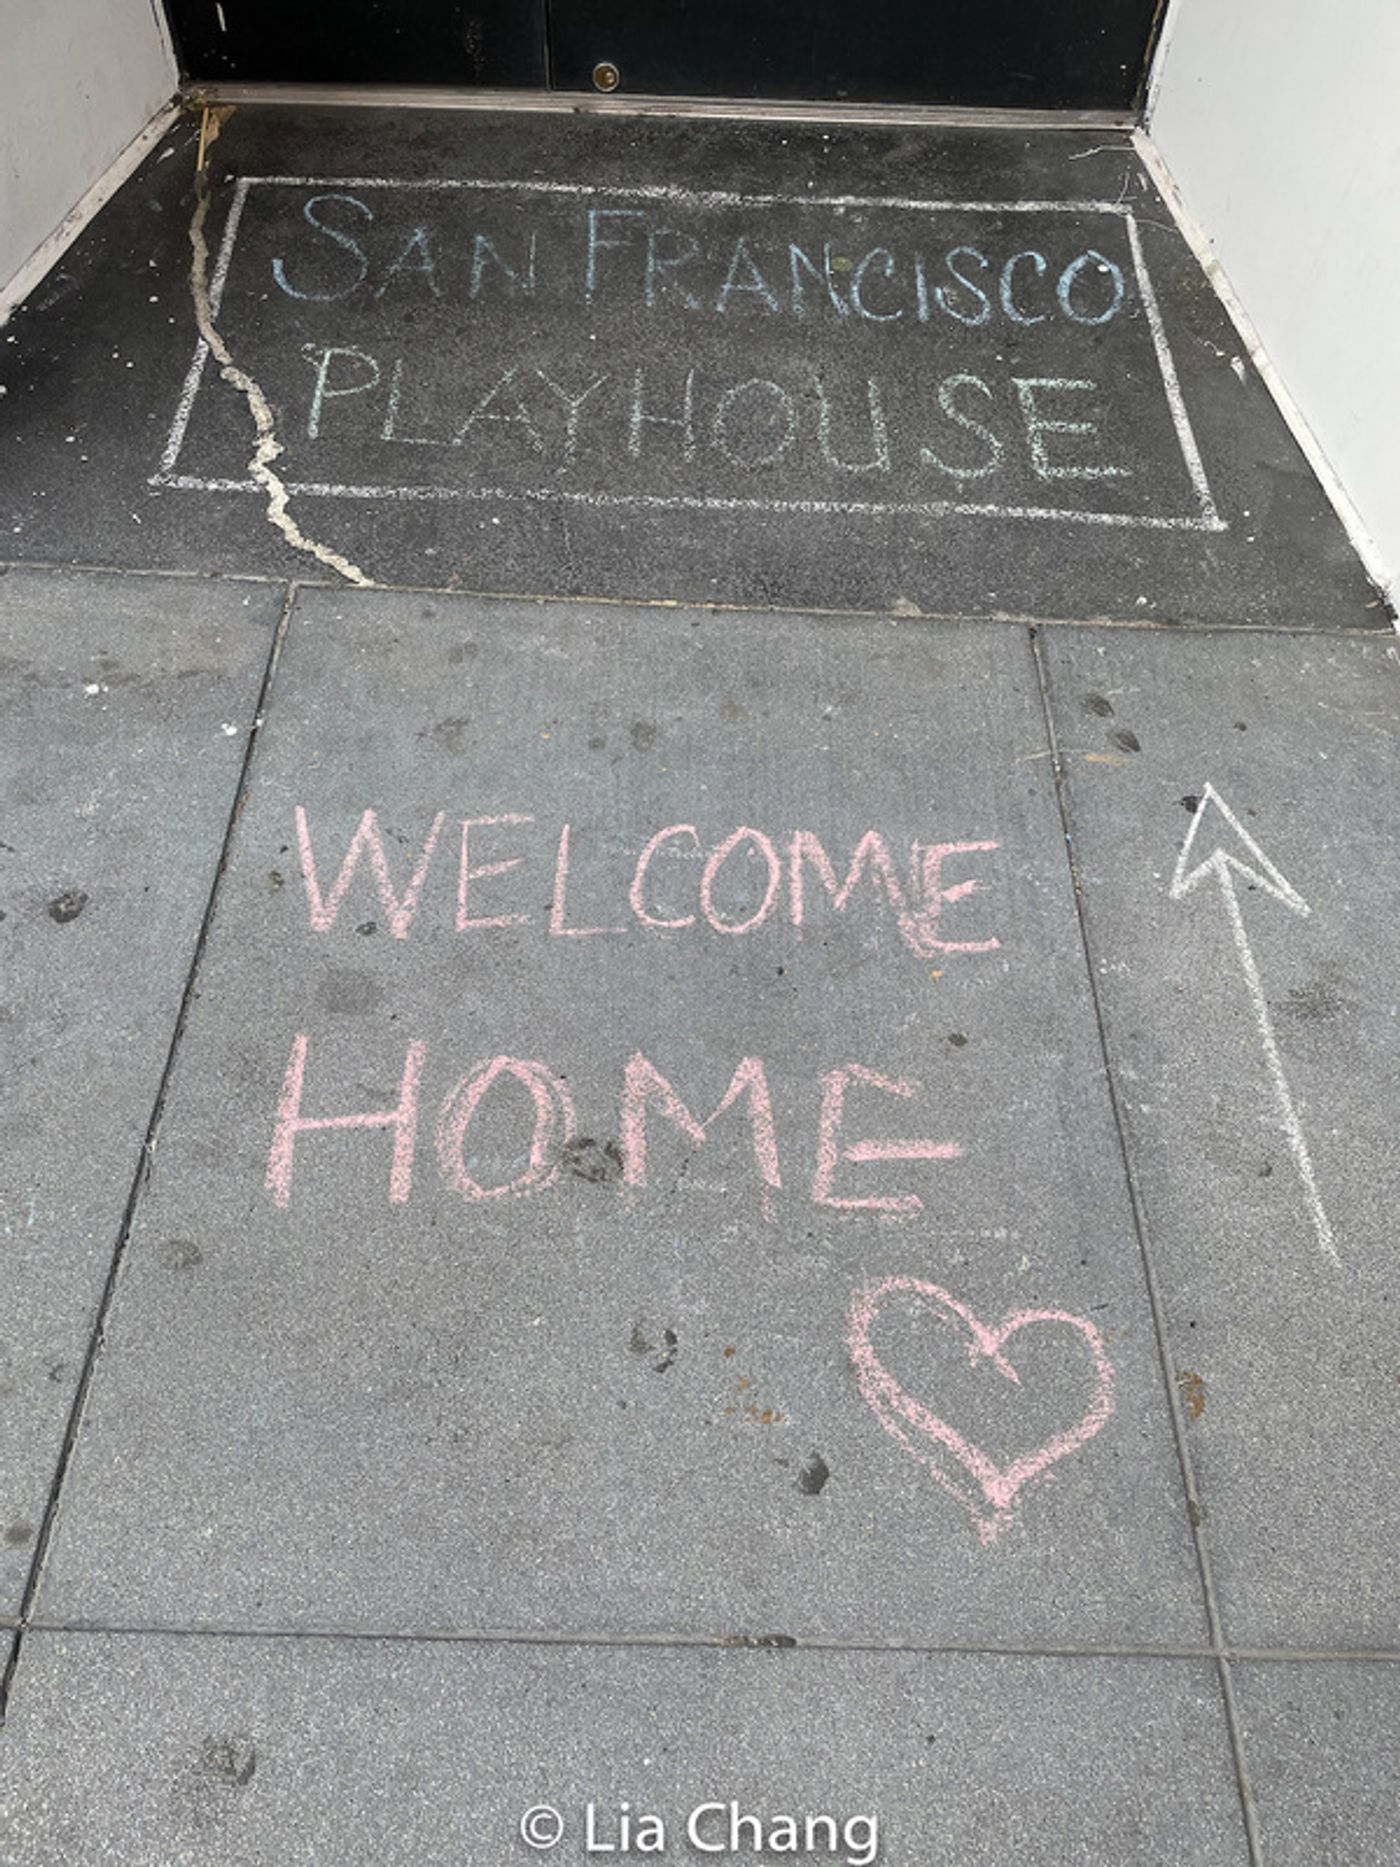 SAN FRANCISCO
PLAYHOUSE
WELCOME
HOME
© Lia Chang